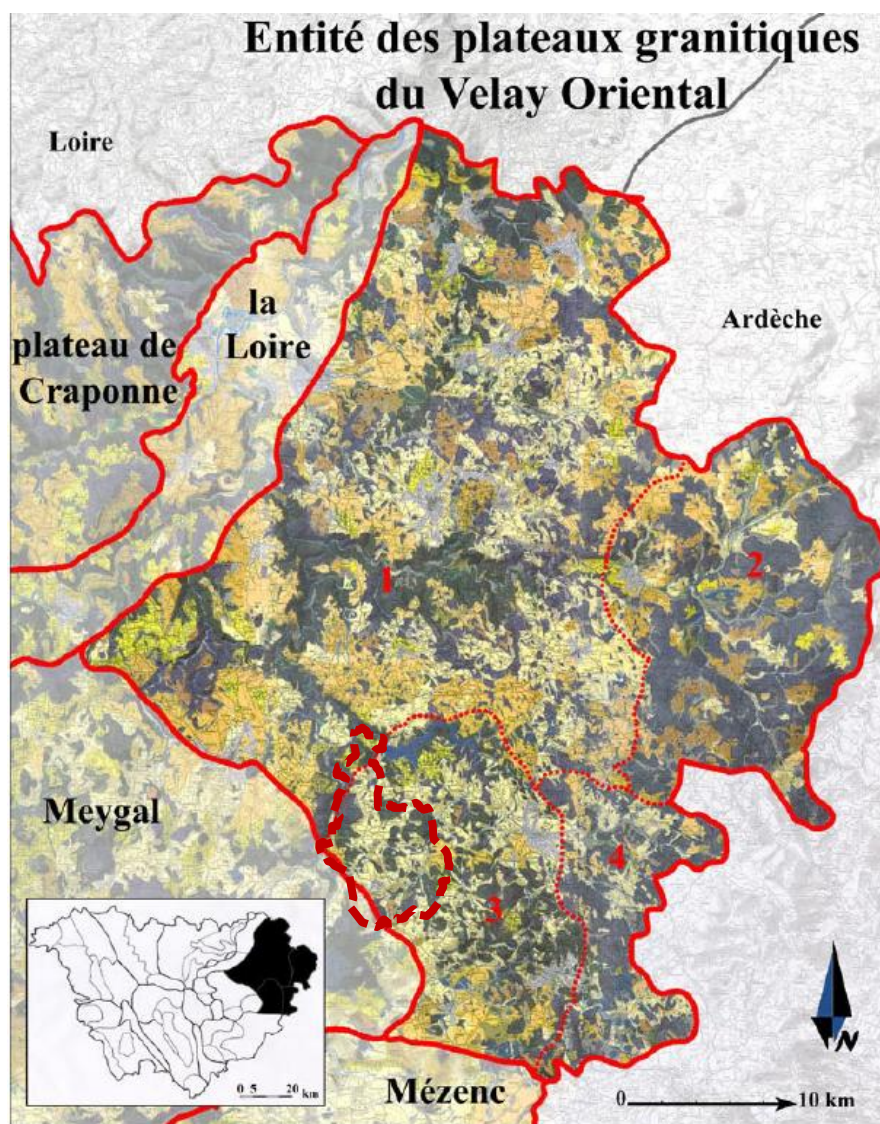 Entité des plateaux granitiques
du Velay Oriental
Loire
la
Loire
Ardèche
plateau de
Craponne
2
1
Meygal
4
3
N
0 5 20 km
Mézenc
0 10 km